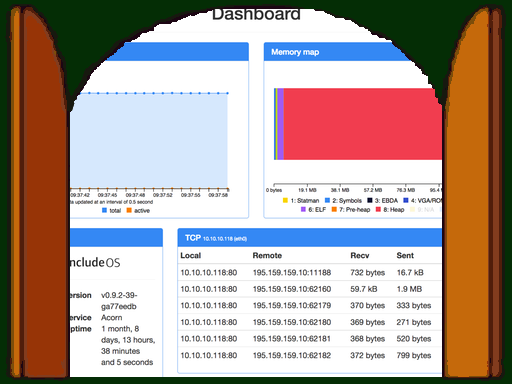 Dashboard
Memory map
09:37.42 09:37.46 09:37.50 09:37.54 09:37.58
ta updated at an interval of 0.5 second
total active
0 bytes 19.1 MB 38.1 MB 57.2 MB 76.3 MB 95.4
1: Statman 2: Symbols 3: EBDA 4: VGA/ROM
6: ELF 7: Pre-heap 8: Heap 9: N/A
TCP 10.10.10.118 (eth0)
Local Remote Recv Sent
10.10.10.118:80 195.159.159.10:11188 732 bytes 16.7 kB
10.10.10.118:80 195.159.159.10:62160 59.7 kB 1.9 MB
10.10.10.118:80 195.159.159.10:62179 370 bytes 333 bytes
10.10.10.118:80 195.159.159.10:62180 369 bytes 271 bytes
10.10.10.118:80 195.159.159.10:62181 368 bytes 520 bytes
10.10.10.118:80 195.159.159.10:62182 372 bytes 799 bytes
includeOS
ersion v0.9.2-39-
ga77eedb
ervice Acorn
ptime 1 month, 8
days, 13 hours,
38 minutes
and 5 seconds